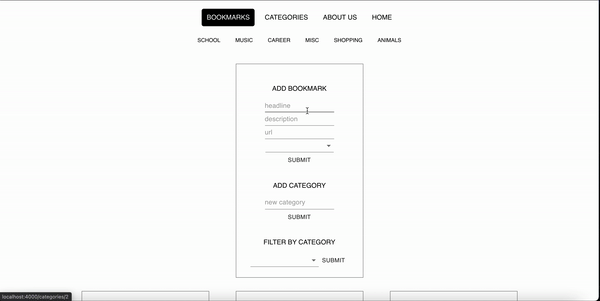 BOOKMARKS CATEGORIES ABOUT US HOME
SCHOOL MUSIC CAREER MISC SHOPPING ANIMALS
ADD BOOKMARK
headline
description
url
SUBMIT
ADD CATEGORY
new category
SUBMIT
FILTER BY CATEGORY
SUBMIT
localhost:4000/categories/2